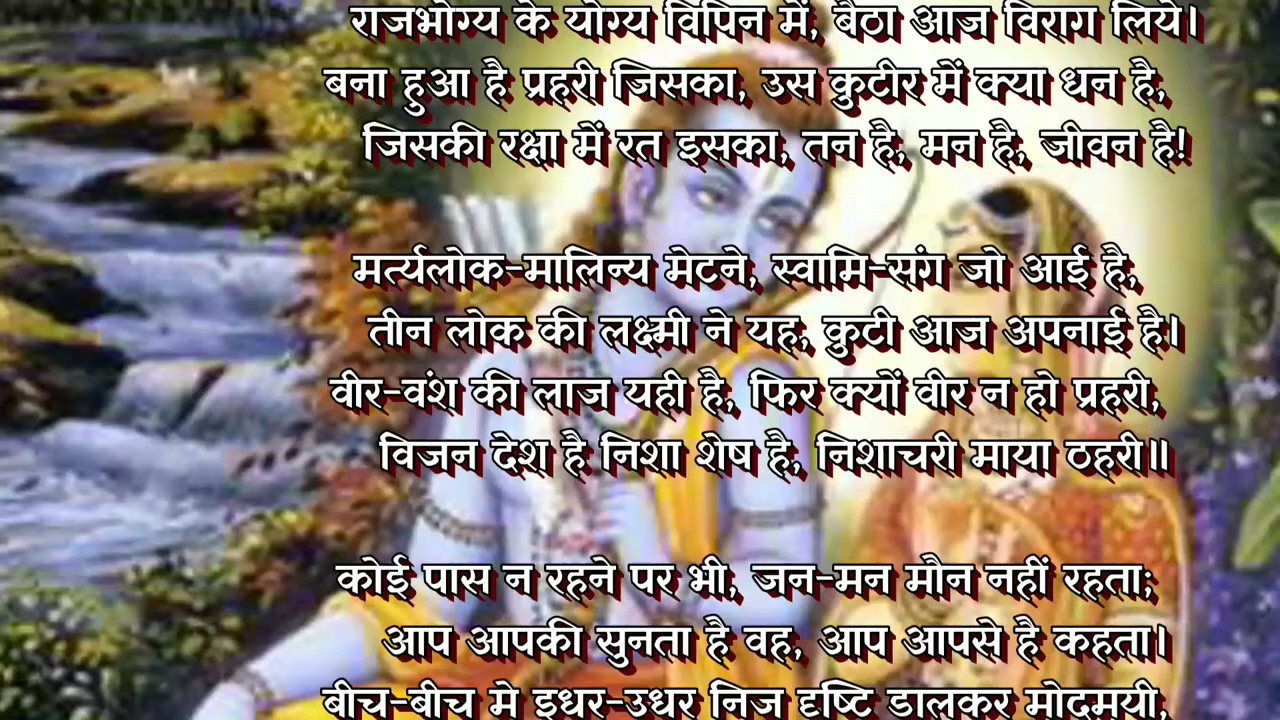 राजभोग्य के योग्य विपिन में, बैठा आज विराग लिये।
बना हुआ है प्रहरी जिसका, उस कुटीर में क्या धन है,
जिसकी रक्षा में रत इसका, तन है, मन है, जीवन है!
मर्त्यलोक-मालिन्य मेटने, स्वामि-संग जो आई है,
तीन लोक की लक्ष्मी ने यह, कुटी आज अपनाई है।
वीर-वंश की लाज यही है, फिर क्यों वीर न हो प्रहरी,
विजन देश है निशा शेष है, निशाचरी माया ठहरी॥
कोई पास न रहने पर भी, जन-मन मौन नहीं रहता;
आप आपकी सुनता है वह, आप आपसे है कहता।
बीच-बीच मे इधर-उधर निज दृष्टि डालकर मोदमयी,